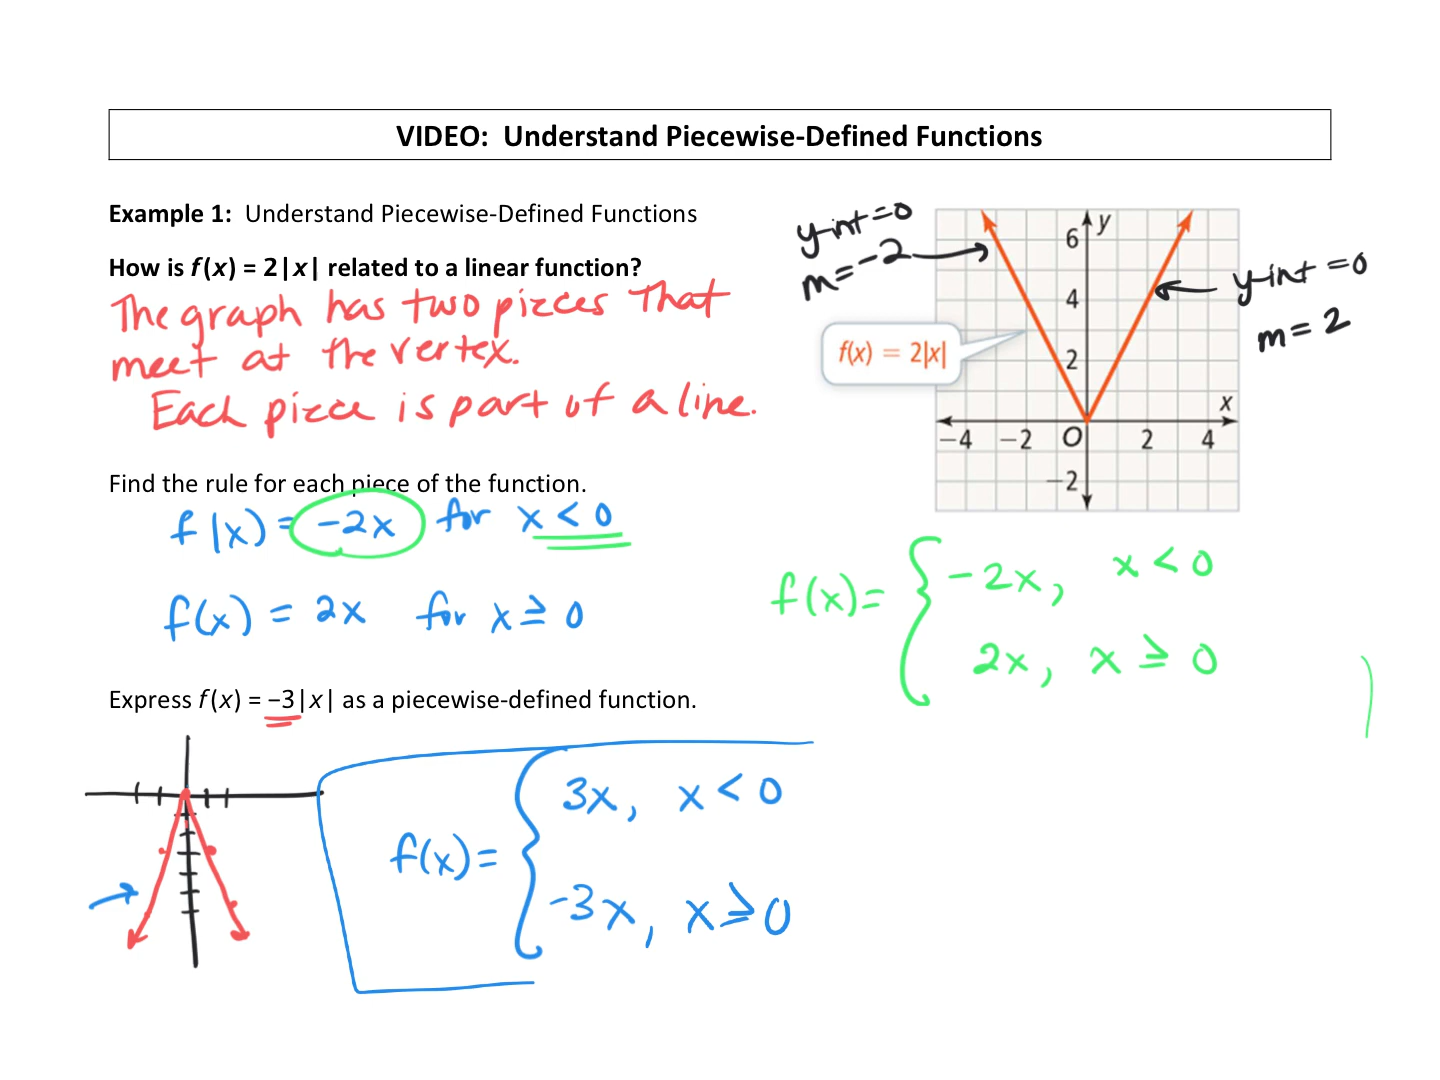 VIDEO: Understand Piecewise-Defined Functions
Example 1: Understand Piecewise-Defined Functions
How is f(x) = 2|x| related to a linear function?
The graph has two pieces that
meet at the vertex.
Each piece is part of a line.
y-int=0
m=-2
y-int=0
m=2
f(x) = 2|x|
y
6
4
2
x
-4 -2 O 2 4
-2
Find the rule for each piece of the function.
f(x) = -2x for x < 0
f(x) = 2x for x ≥ 0
f(x)= { -2x, x < 0
2x, x ≥ 0
Express f(x) = −3|x| as a piecewise-defined function.
f(x)= { 3x, x < 0
-3x, x ≥ 0